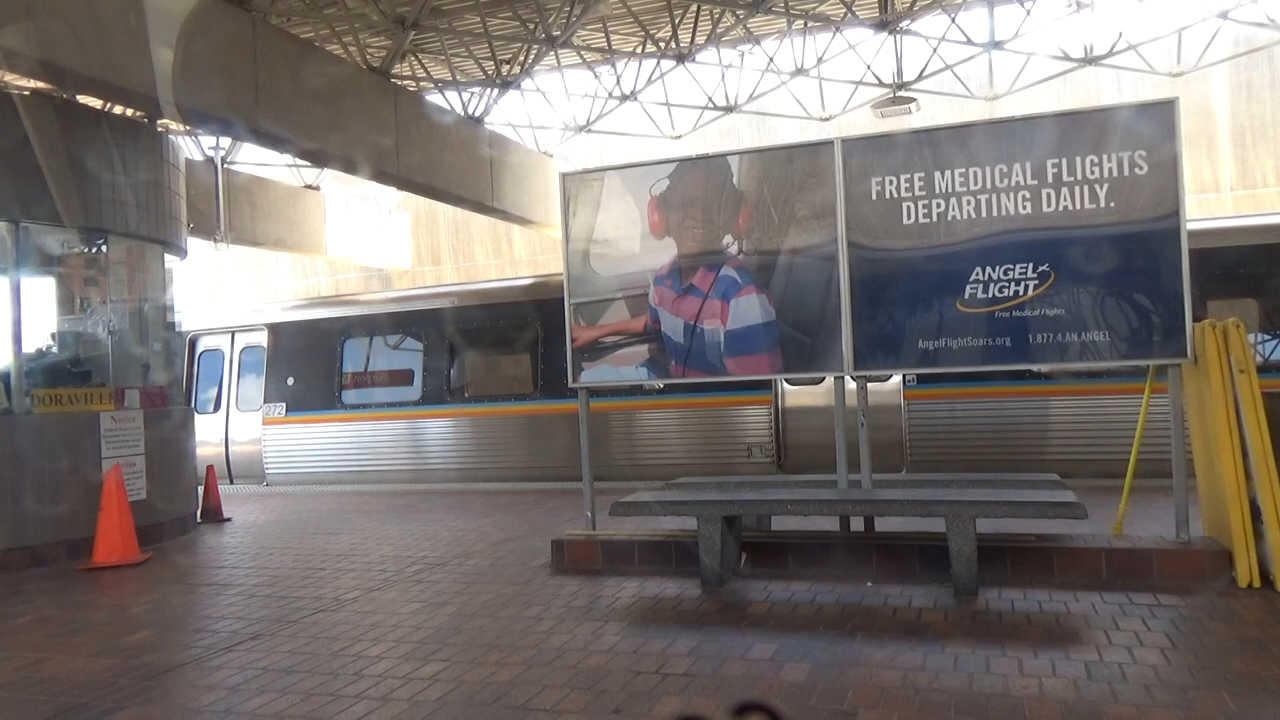 FREE MEDICAL FLIGHTS
DEPARTING DAILY.
ANGEL
FLIGHT
Free Medical Flights
AngelFlightSoars.org 1.877.4.AN.ANGEL
272
DORAVILLE
Notice